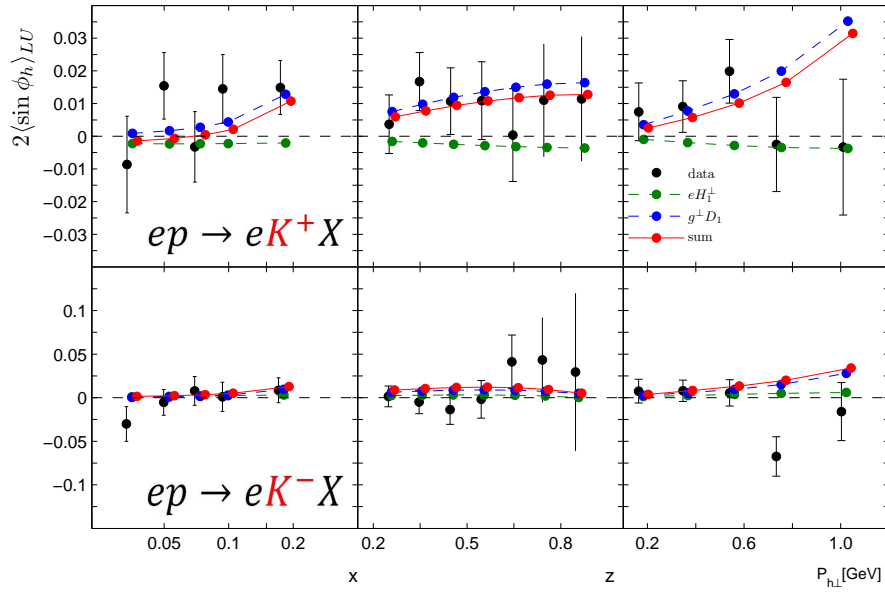 2⟨sin ϕ_h⟩_LU
0.03
0.02
0.01
0
−0.01
−0.02
−0.03
data
eH₁^⊥
g^⊥D₁
sum
ep → eK⁺X
0.1
0.05
0
−0.05
−0.1
ep → eK⁻X
0.05 0.1 0.2 0.2 0.5 0.8 0.2 0.6 1.0
x z P_h⊥[GeV]